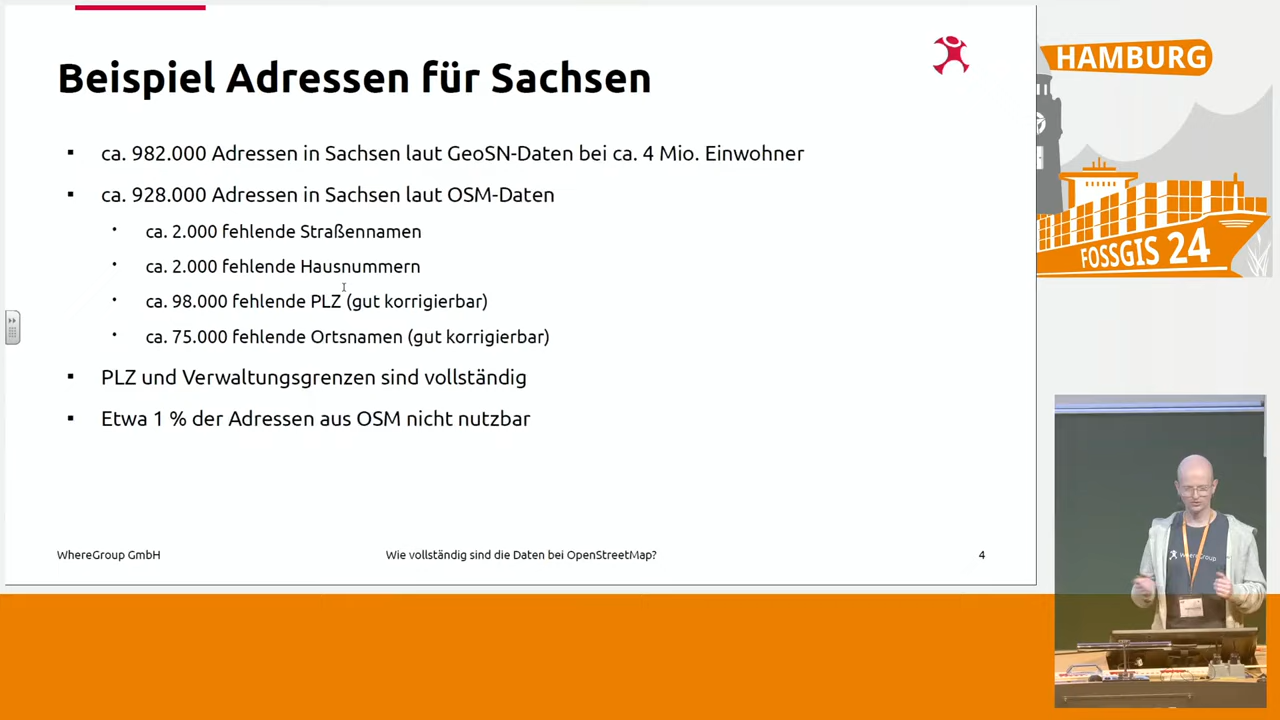 Beispiel Adressen für Sachsen
ca. 982.000 Adressen in Sachsen laut GeoSN-Daten bei ca. 4 Mio. Einwohner
ca. 928.000 Adressen in Sachsen laut OSM-Daten
ca. 2.000 fehlende Straßennamen
ca. 2.000 fehlende Hausnummern
ca. 98.000 fehlende PLZ (gut korrigierbar)
ca. 75.000 fehlende Ortsnamen (gut korrigierbar)
PLZ und Verwaltungsgrenzen sind vollständig
Etwa 1 % der Adressen aus OSM nicht nutzbar
WhereGroup GmbH
Wie vollständig sind die Daten bei OpenStreetMap?
4
HAMBURG
FOSSGIS 24
WhereGroup